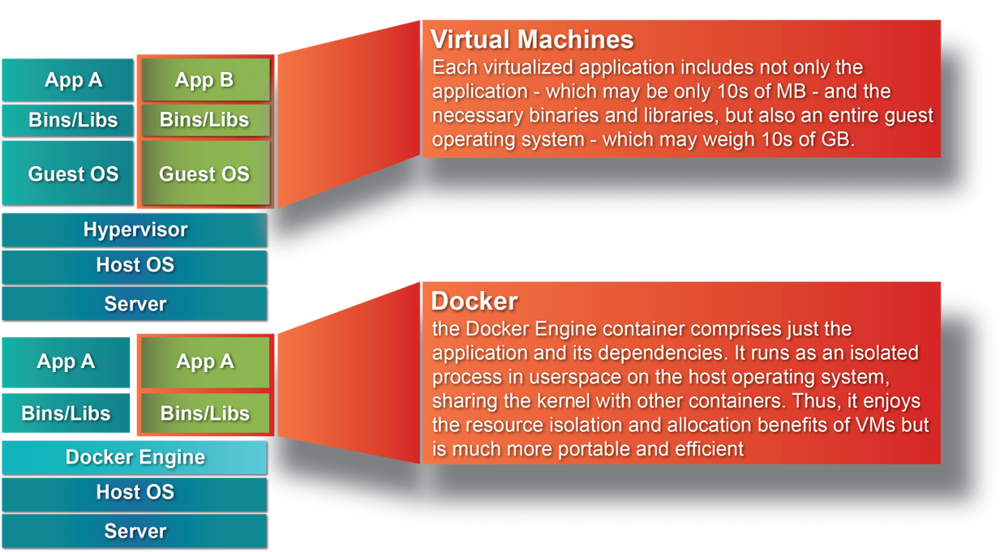 Virtual Machines
Each virtualized application includes not only the
application - which may be only 10s of MB - and the
necessary binaries and libraries, but also an entire guest
operating system - which may weigh 10s of GB.
App A
App B
Bins/Libs
Bins/Libs
Guest OS
Guest OS
Hypervisor
Host OS
Server
Docker
the Docker Engine container comprises just the
application and its dependencies. It runs as an isolated
process in userspace on the host operating system,
sharing the kernel with other containers. Thus, it enjoys
the resource isolation and allocation benefits of VMs but
is much more portable and efficient
App A
App A
Bins/Libs
Bins/Libs
Docker Engine
Host OS
Server